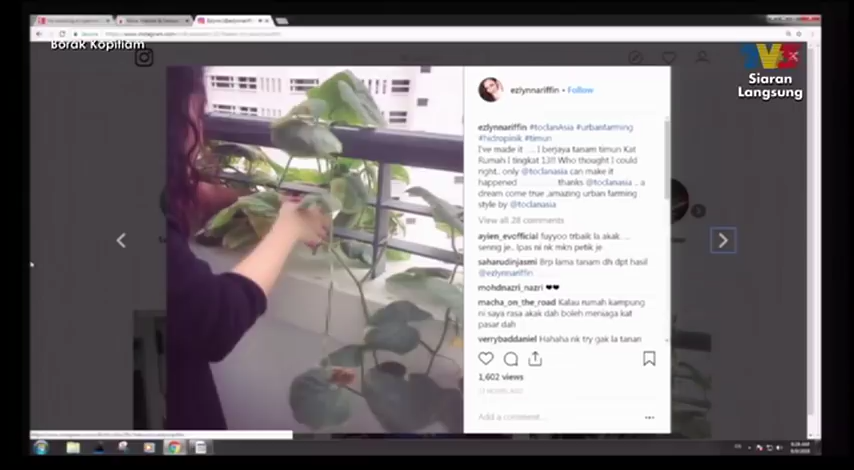 Borak Kopitiam
Siaran
Langsung
ezlynnariffin • Follow
ezlynnariffin #toclanAsia #urbanfarming
#hidroponik #timun
I've made it .... I berjaya tanam timun Kat
Rumah I tingkat 13!! Who thought I could
right.. only @toclanasia can make it
happened thanks @toclanasia .. a
dream come true .amazing urban farming
style by @toclanasia
View all 28 comments
ayien_evofficial fuyyoo trbaik la akak....
serong je.. lpas ni nk mkn petik je
saharudinjasmi Brp lama tanam dh dpt hasil
@ezlynnariffin
mohdnazri_nazri ♥♥
macha_on_the_road Kalau rumah kampung
ni saya rasa akak dah boleh meniaga kat
pasar dah
verrybaddaniel Hahaha nk try gak la tanan
1,602 views
Add a comment...